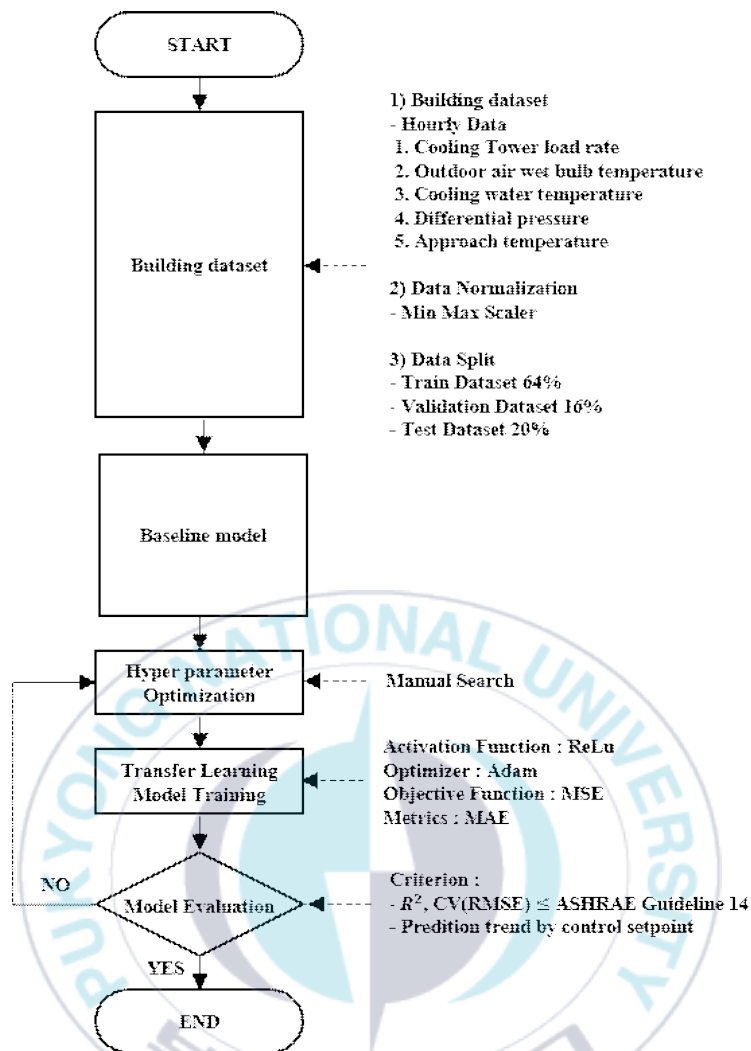 START
1) Building dataset
- Hourly Data
1. Cooling Tower load rate
2. Outdoor air wet bulb temperature
3. Cooling water temperature
4. Differential pressure
5. Approach temperature
Building dataset
2) Data Normalization
- Min Max Scaler
3) Data Split
- Train Dataset 64%
- Validation Dataset 16%
- Test Dataset 20%
Baseline model
Hyper parameter
Optimization
Manual Search
Transfer Learning
Model Training
Activation Function : ReLu
Optimizer : Adam
Objective Function : MSE
Metrics : MAE
NO
Model Evaluation
Criterion :
- R², CV(RMSE) ≤ ASHRAE Guideline 14
- Predition trend by control setpoint
YES
END
PUKYONG NATIONAL UNIVERSITY